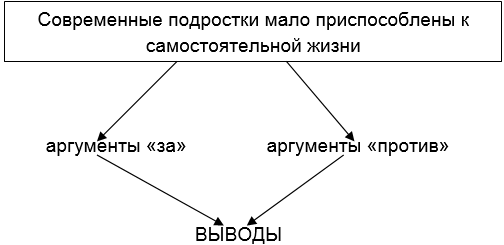 Современные подростки мало приспособлены к
самостоятельной жизни
аргументы «за»
аргументы «против»
ВЫВОДЫ